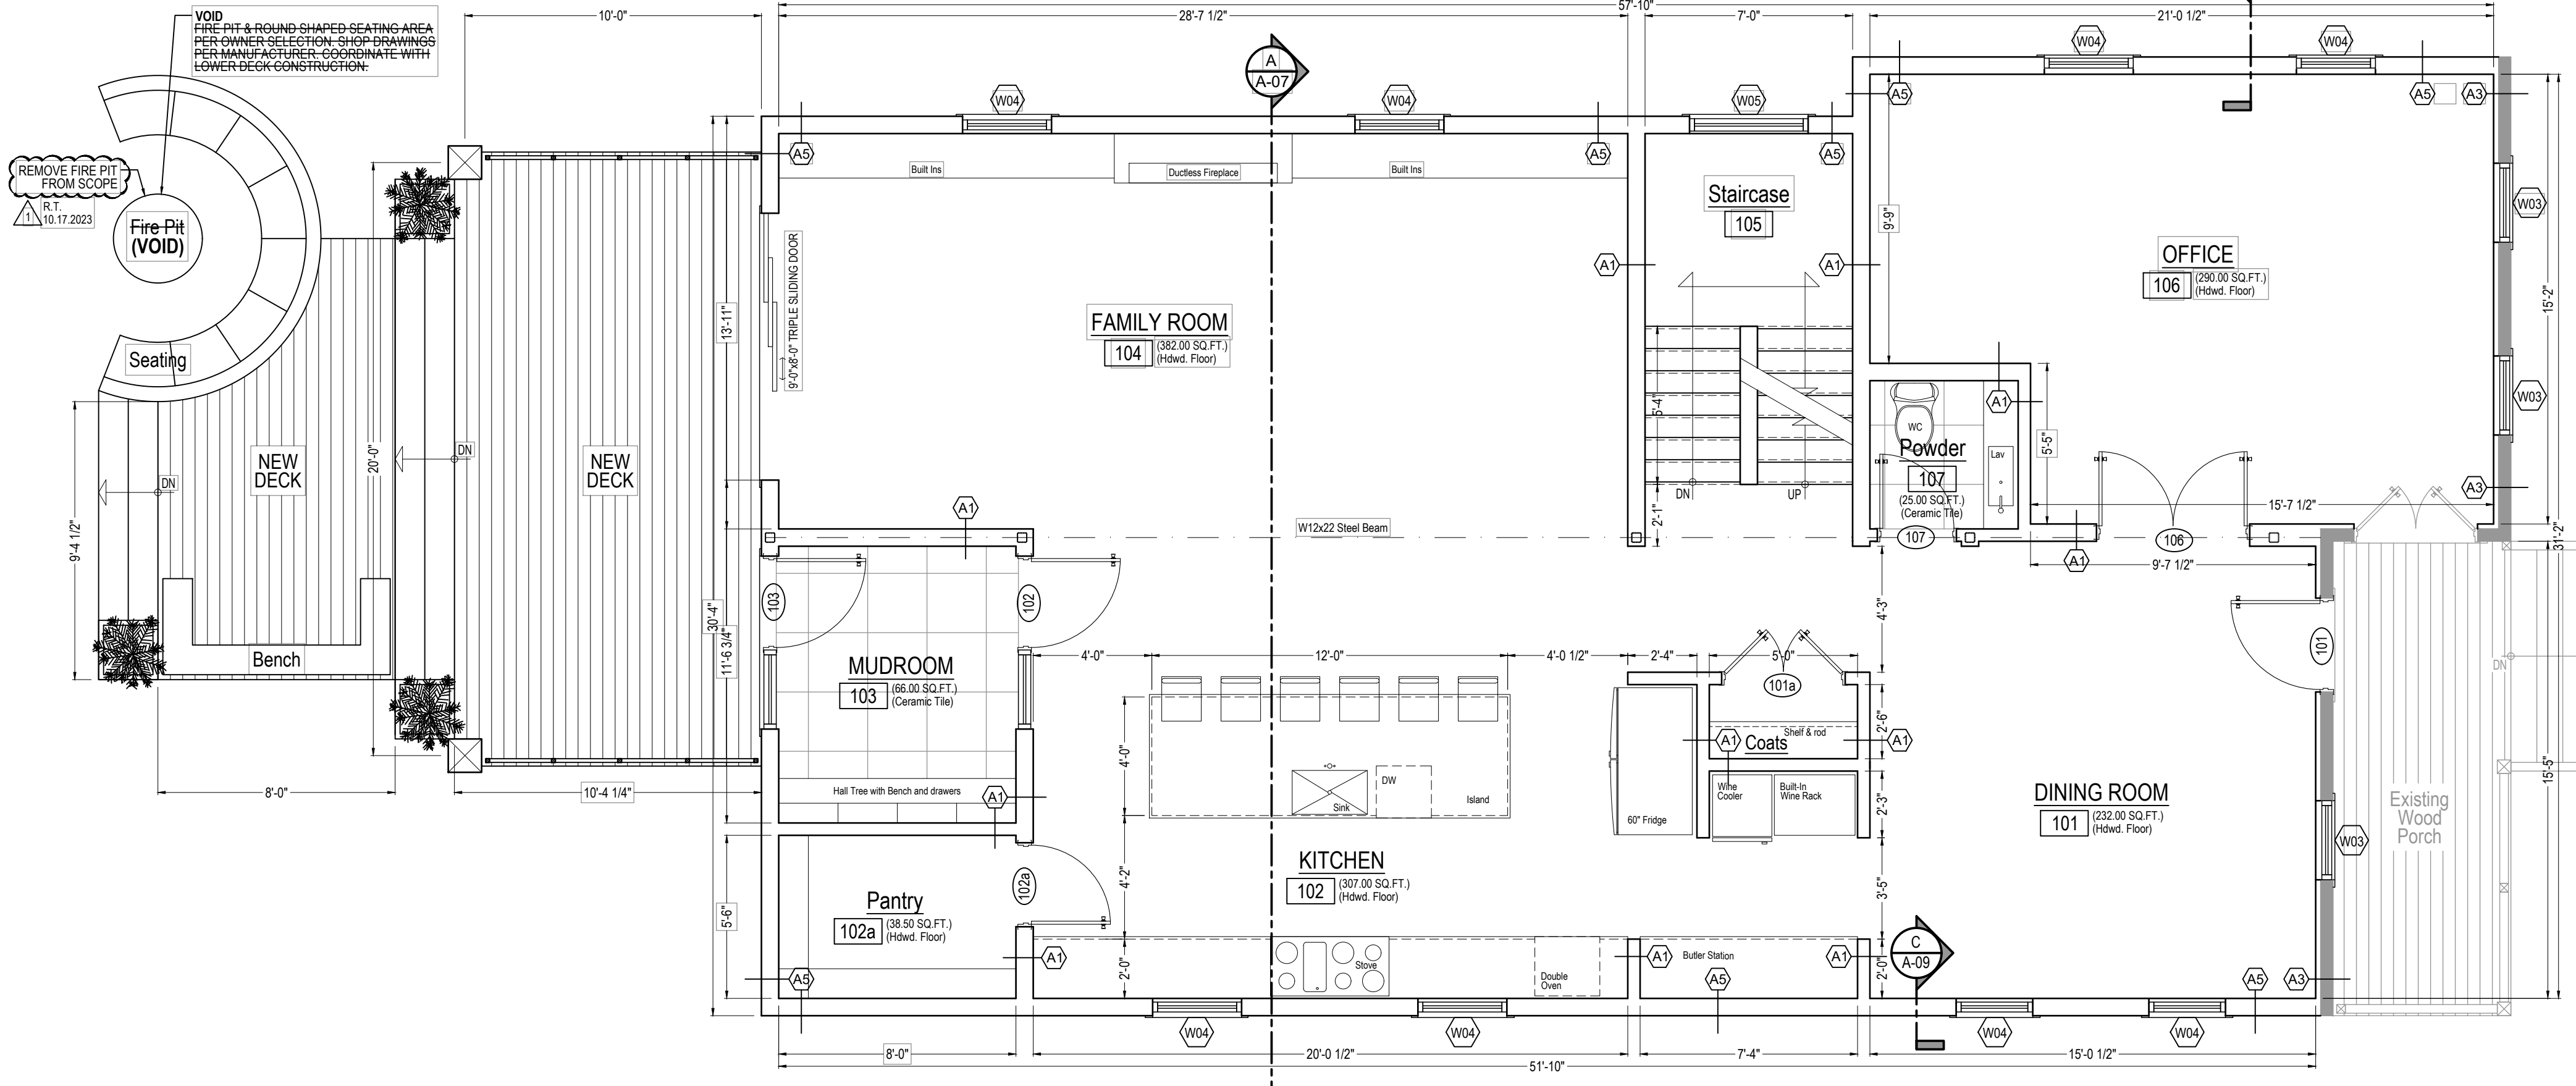 VOID
FIRE PIT & ROUND SHAPED SEATING AREA
PER OWNER SELECTION. SHOP DRAWINGS
PER MANUFACTURER. COORDINATE WITH
LOWER DECK CONSTRUCTION.
10'-0"
57'-10"
28'-7 1/2"
7'-0"
21'-0 1/2"
A
A-07
W04
W04
W05
W04
W04
A5
A5
A5
A5
A5
A3
REMOVE FIRE PIT
FROM SCOPE
1
R.T.
10.17.2023
Fire Pit
(VOID)
Seating
Built Ins
Ductless Fireplace
Built Ins
Staircase
105
9'-9"
W03
OFFICE
106
(290.00 SQ.FT.)
(Hdwd. Floor)
15'-2"
A1
A1
13'-11"
9'-0"x8'-0" TRIPLE SLIDING DOOR
FAMILY ROOM
104
(382.00 SQ.FT.)
(Hdwd. Floor)
5'-4"
A1
W03
WC
Powder
107
(25.00 SQ.FT.)
(Ceramic Tile)
Lav
5'-5"
NEW
DECK
20'-0"
DN
NEW
DECK
DN
9'-4 1/2"
DN
UP
A3
15'-7 1/2"
A1
2'-1"
W12x22 Steel Beam
107
106
A1
9'-7 1/2"
31'-2"
103
102
30'-4"
11'-6 3/4"
4'-3"
101
Bench
MUDROOM
103
(66.00 SQ.FT.)
(Ceramic Tile)
4'-0"
12'-0"
4'-0 1/2"
2'-4"
5'-0"
101a
DN
2'-6"
Shelf & rod
A1
Coats
A1
4'-0"
15'-5"
8'-0"
10'-4 1/4"
Hall Tree with Bench and drawers
A1
Sink
DW
Island
60" Fridge
Wine
Cooler
Built-In
Wine Rack
2'-3"
DINING ROOM
101
(232.00 SQ.FT.)
(Hdwd. Floor)
Existing
Wood
Porch
W03
KITCHEN
102
(307.00 SQ.FT.)
(Hdwd. Floor)
4'-2"
3'-5"
102a
Pantry
102a
(38.50 SQ.FT.)
(Hdwd. Floor)
5'-6"
C
A-09
A5
A1
2'-0"
Stove
Double
Oven
A1
Butler Station
A5
A1
2'-0"
A5
A3
W04
W04
W04
W04
8'-0"
20'-0 1/2"
7'-4"
15'-0 1/2"
51'-10"